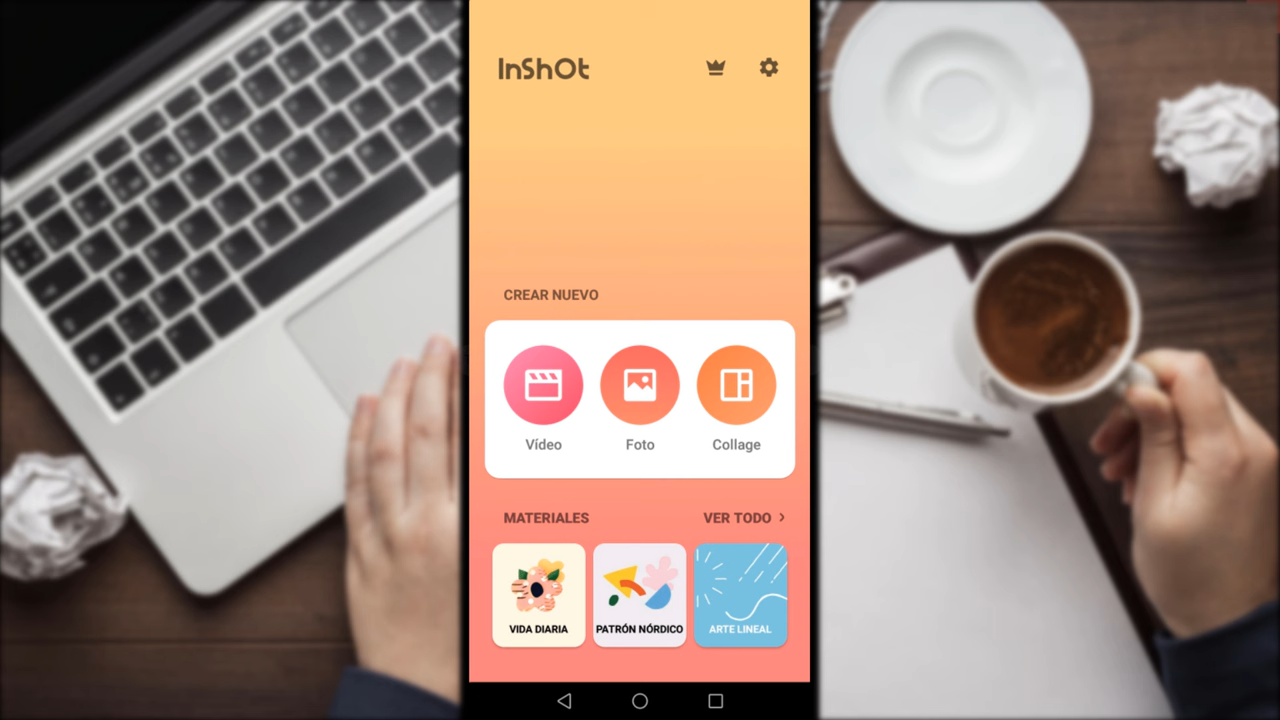 InShOt
CREAR NUEVO
Vídeo
Foto
Collage
MATERIALES
VER TODO
VIDA DIARIA
PATRÓN NÓRDICO
ARTE LINEAL